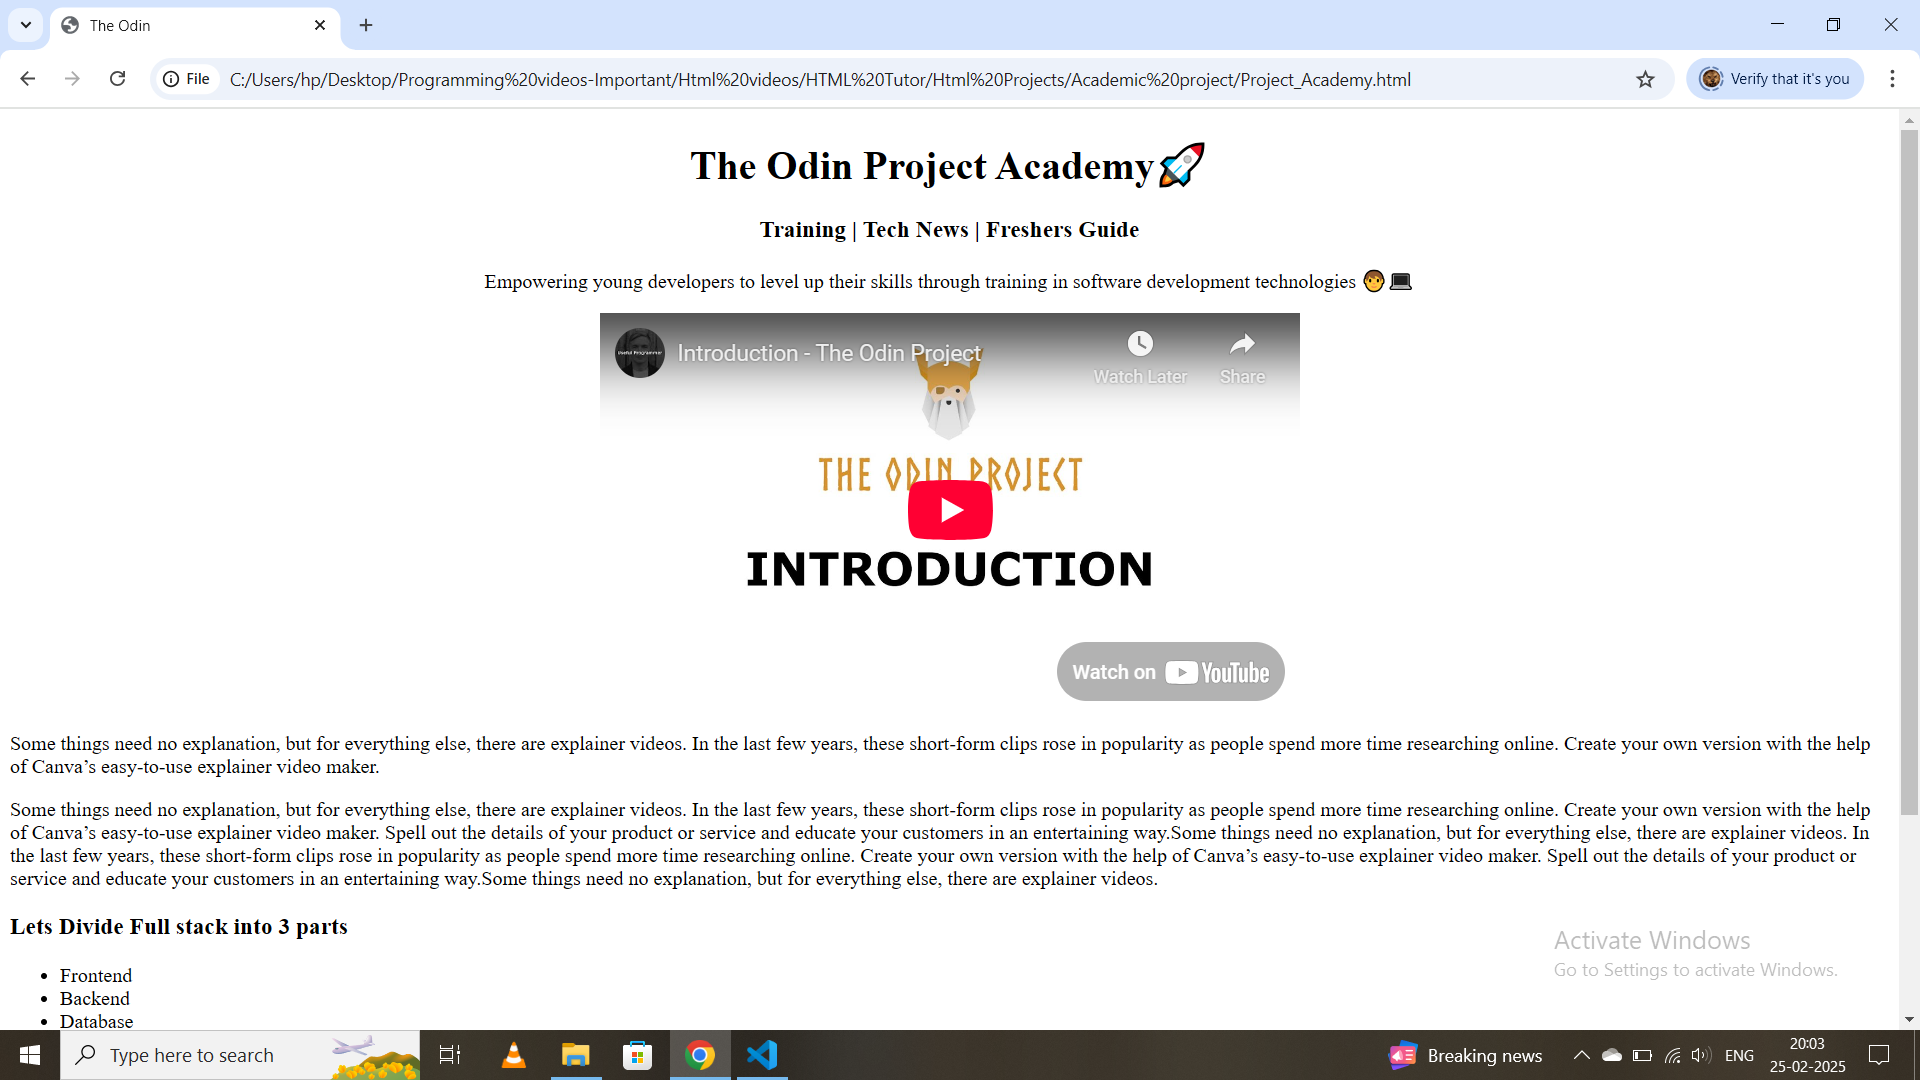 The Odin
File
C:/Users/hp/Desktop/Programming%20videos-Important/Html%20videos/HTML%20Tutor/Html%20Projects/Academic%20project/Project_Academy.html
Verify that it's you
The Odin Project Academy🚀
Training | Tech News | Freshers Guide
Empowering young developers to level up their skills through training in software development technologies 🧑💻
Useful Programmer
Introduction - The Odin Project
Watch Later
Share
THE ODIN PROJECT
INTRODUCTION
Watch on YouTube
Some things need no explanation, but for everything else, there are explainer videos. In the last few years, these short-form clips rose in popularity as people spend more time researching online. Create your own version with the help
of Canva’s easy-to-use explainer video maker.
Some things need no explanation, but for everything else, there are explainer videos. In the last few years, these short-form clips rose in popularity as people spend more time researching online. Create your own version with the help
of Canva’s easy-to-use explainer video maker. Spell out the details of your product or service and educate your customers in an entertaining way.Some things need no explanation, but for everything else, there are explainer videos. In
the last few years, these short-form clips rose in popularity as people spend more time researching online. Create your own version with the help of Canva’s easy-to-use explainer video maker. Spell out the details of your product or
service and educate your customers in an entertaining way.Some things need no explanation, but for everything else, there are explainer videos.
Lets Divide Full stack into 3 parts
• Frontend
• Backend
• Database
Activate Windows
Go to Settings to activate Windows.
Type here to search
Breaking news
ENG
20:03
25-02-2025